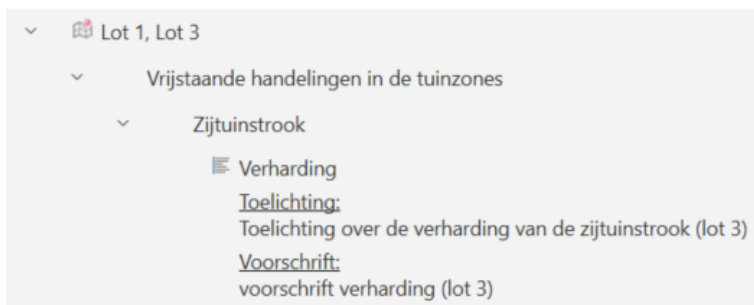 Lot 1, Lot 3
Vrijstaande handelingen in de tuinzones
Zijtuinstrook
Verharding
Toelichting:
Toelichting over de verharding van de zijtuinstrook (lot 3)
Voorschrift:
voorschrift verharding (lot 3)